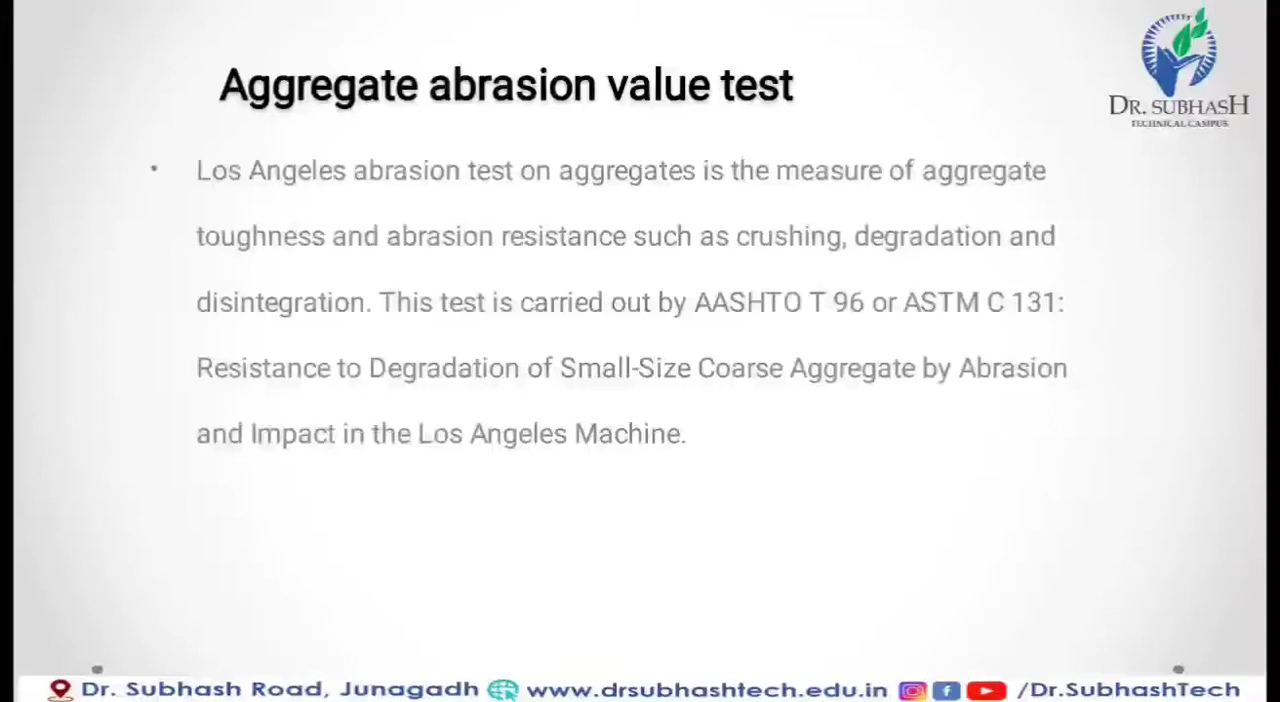 Aggregate abrasion value test
DR. SUBHASH
TECHNICAL CAMPUS
• Los Angeles abrasion test on aggregates is the measure of aggregate
toughness and abrasion resistance such as crushing, degradation and
disintegration. This test is carried out by AASHTO T 96 or ASTM C 131:
Resistance to Degradation of Small-Size Coarse Aggregate by Abrasion
and Impact in the Los Angeles Machine.
Dr. Subhash Road, Junagadh www.drsubhashtech.edu.in /Dr.SubhashTech